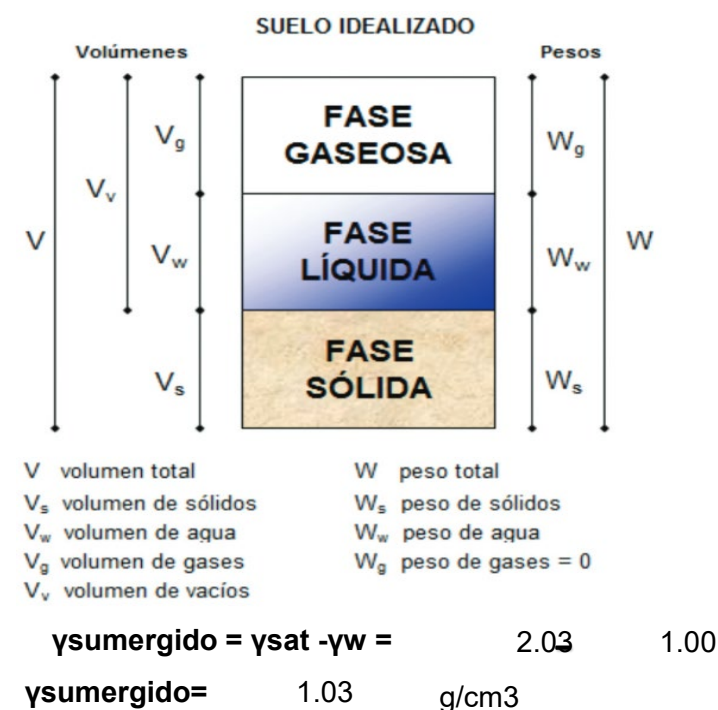 SUELO IDEALIZADO
Volúmenes
Pesos
V
Vv
Vg
Vw
Vs
FASE
GASEOSA
FASE
LÍQUIDA
FASE
SÓLIDA
Wg
Ww
Ws
W
V volumen total
Vs volumen de sólidos
Vw volumen de agua
Vg volumen de gases
Vv volumen de vacíos
W peso total
Ws peso de sólidos
Ww peso de agua
Wg peso de gases = 0
γsumergido = γsat -γw = 2.03 - 1.00
γsumergido= 1.03 g/cm3